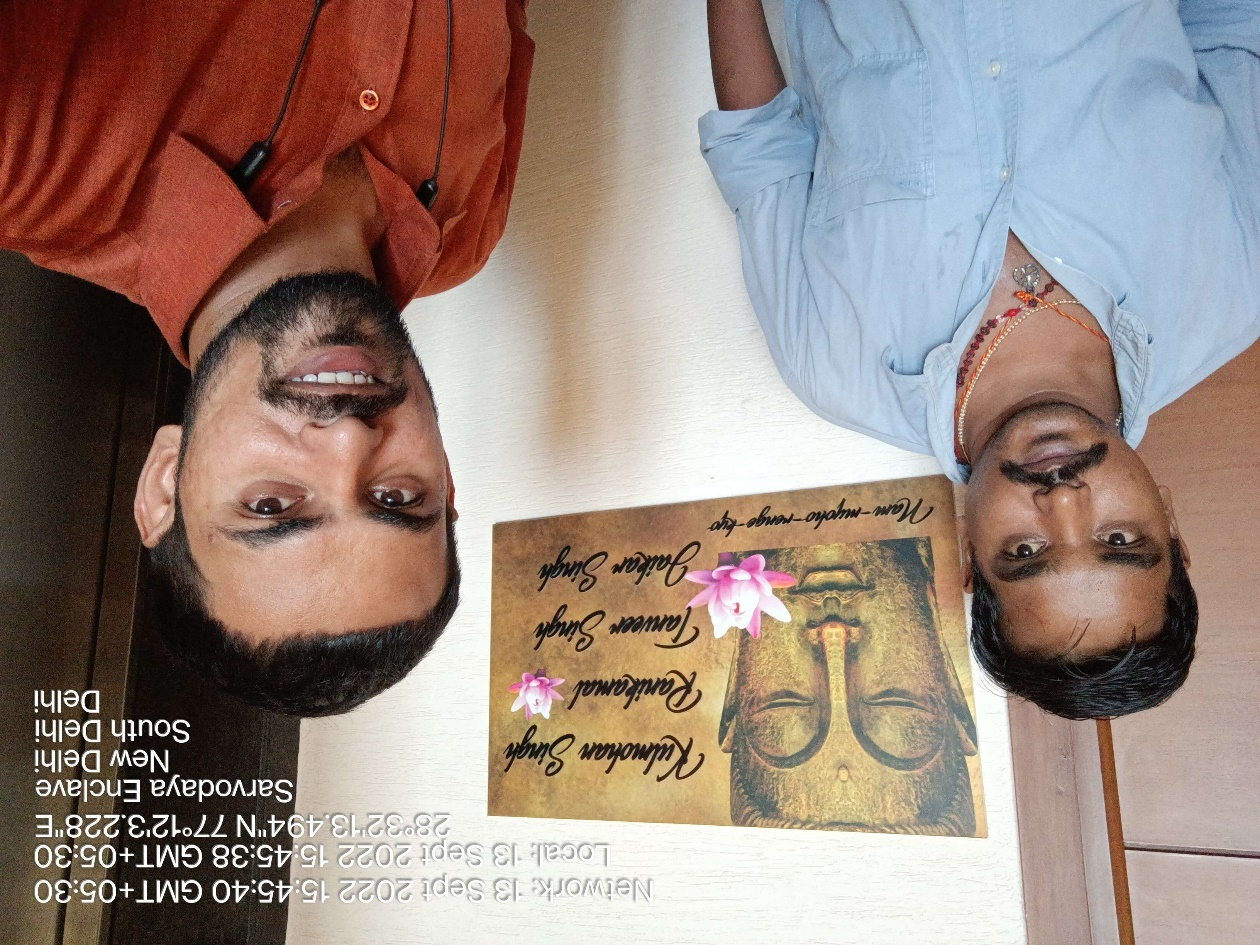 Network: 13 Sept 2022 15:45:40 GMT+05:30
Local: 13 Sept 2022 15:45:38 GMT+05:30
28°32'13.494"N 77°12'3.228"E
Sarvodaya Enclave
New Delhi
South Delhi
Delhi
Kulmohan Singh
Ranikamal
Tanveer Singh
Jaikar Singh
Nam-myoho-renge-kyo